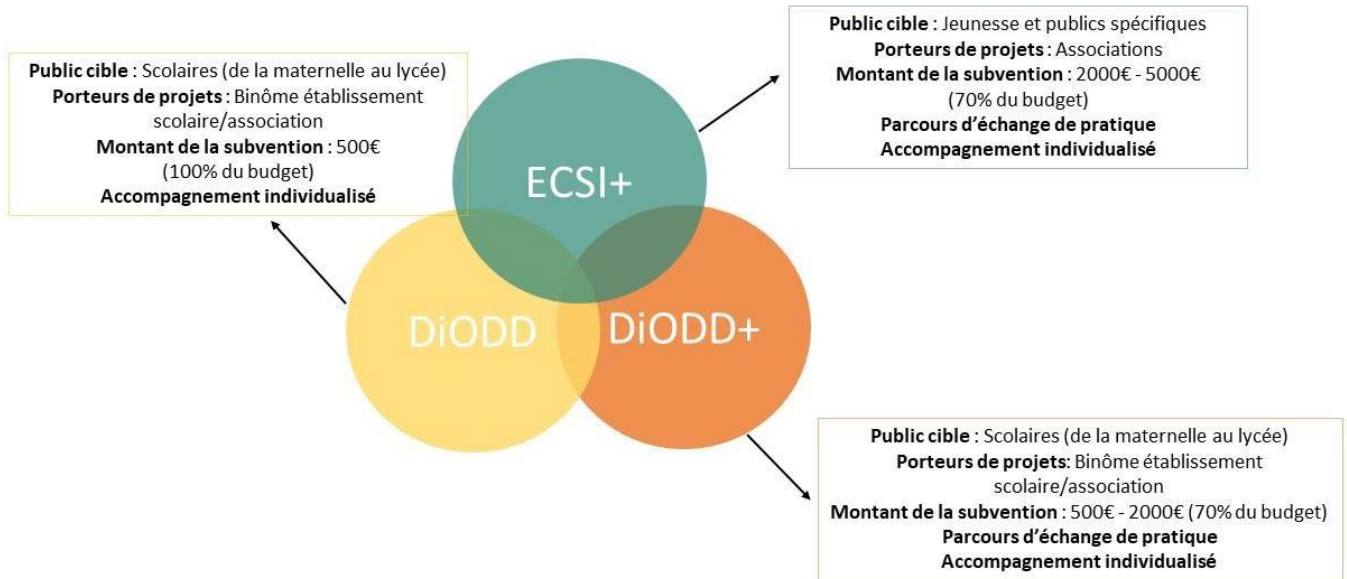 Public cible : Scolaires (de la maternelle au lycée)
Porteurs de projets : Binôme établissement
scolaire/association
Montant de la subvention : 500€
(100% du budget)
Accompagnement individualisé
Public cible : Jeunesse et publics spécifiques
Porteurs de projets : Associations
Montant de la subvention : 2000€ - 5000€
(70% du budget)
Parcours d’échange de pratique
Accompagnement individualisé
ECSI+
DiODD
DiODD+
Public cible : Scolaires (de la maternelle au lycée)
Porteurs de projets: Binôme établissement
scolaire/association
Montant de la subvention : 500€ - 2000€ (70% du budget)
Parcours d’échange de pratique
Accompagnement individualisé